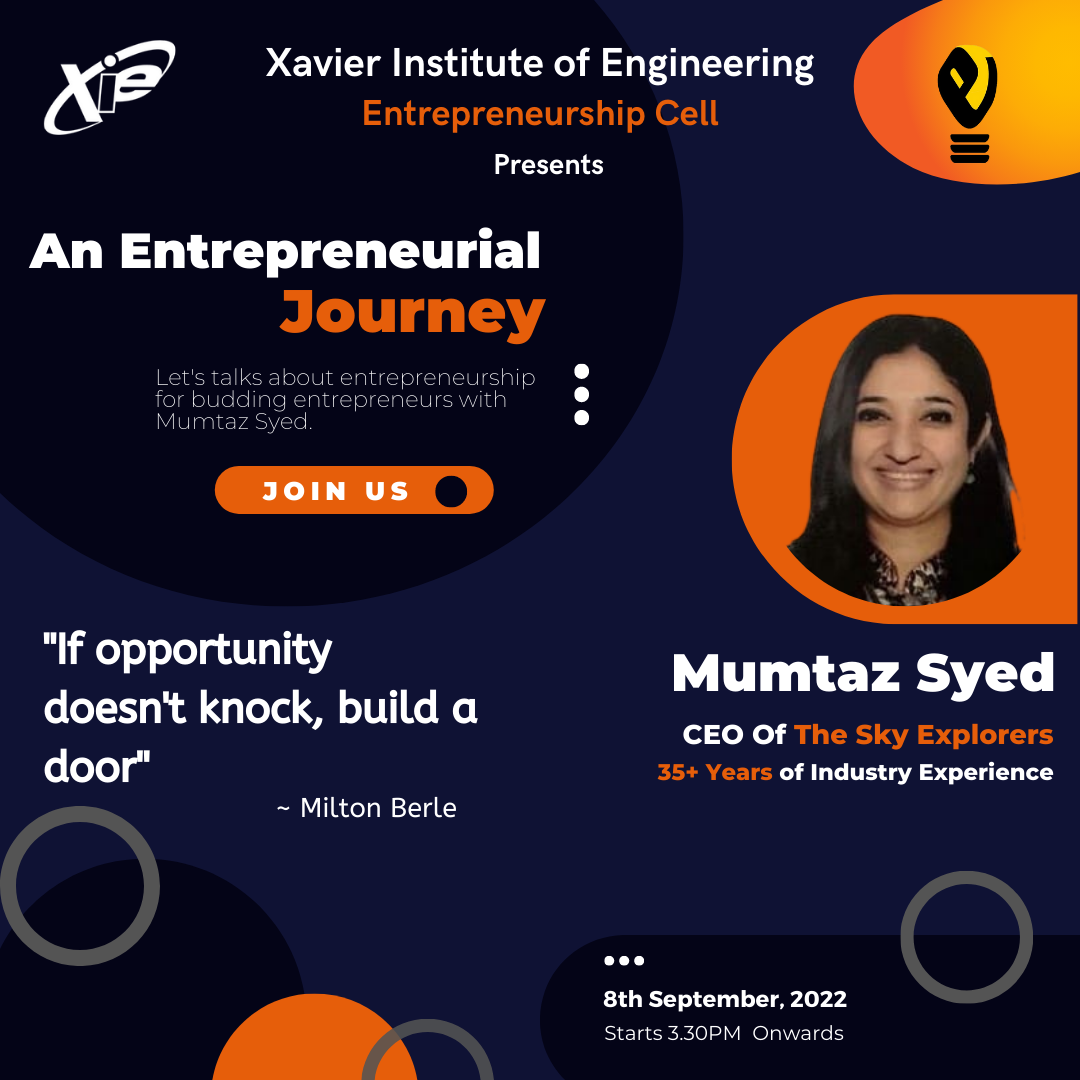 Xie
Xavier Institute of Engineering
Entrepreneurship Cell
Presents
An Entrepreneurial
Journey
Let's talks about entrepreneurship
for budding entrepreneurs with
Mumtaz Syed.
JOIN US
"If opportunity
doesn't knock, build a
door"
~ Milton Berle
Mumtaz Syed
CEO Of The Sky Explorers
35+ Years of Industry Experience
8th September, 2022
Starts 3.30PM Onwards